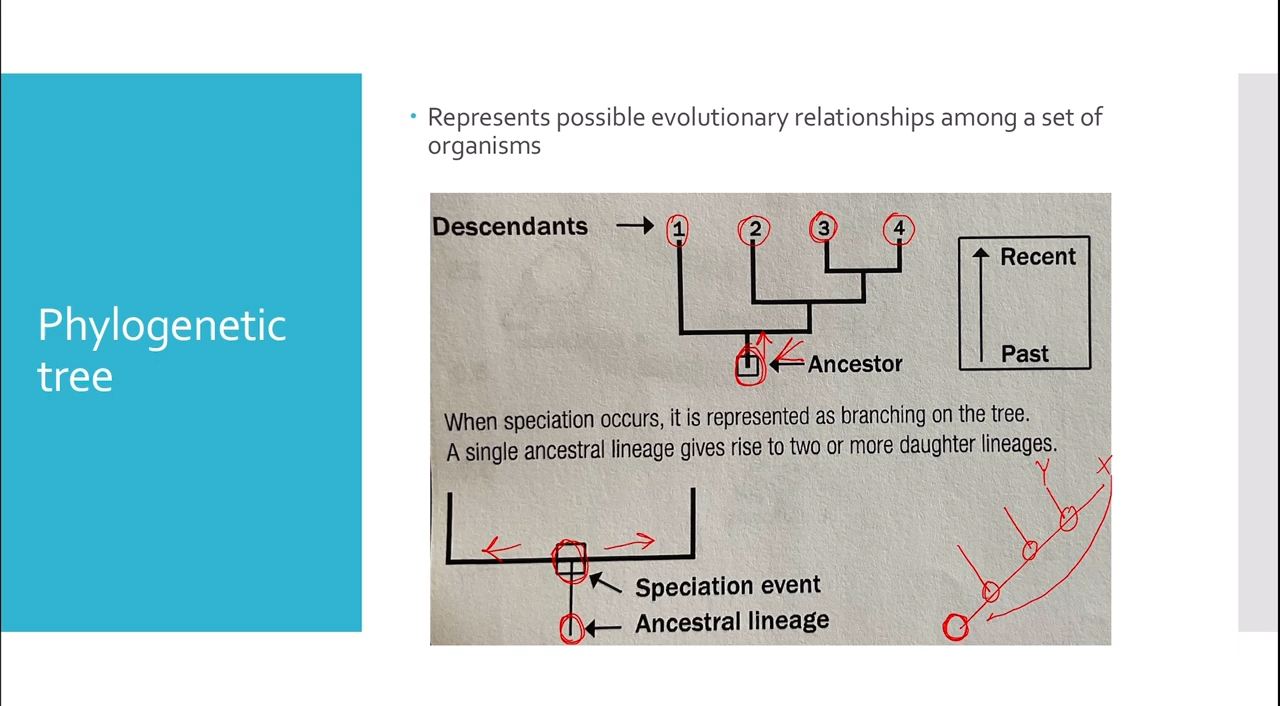 Phylogenetic
tree
• Represents possible evolutionary relationships among a set of
organisms
Descendants
1 2 3 4
Recent
Past
Ancestor
When speciation occurs, it is represented as branching on the tree.
A single ancestral lineage gives rise to two or more daughter lineages.
Y X
Speciation event
Ancestral lineage